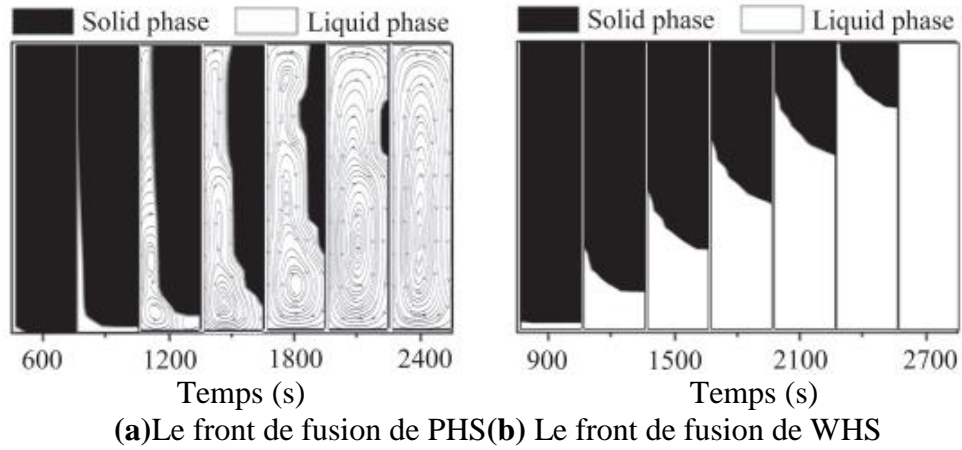 Solid phase Liquid phase Solid phase Liquid phase
600 1200 1800 2400 900 1500 2100 2700
Temps (s) Temps (s)
(a)Le front de fusion de PHS(b) Le front de fusion de WHS